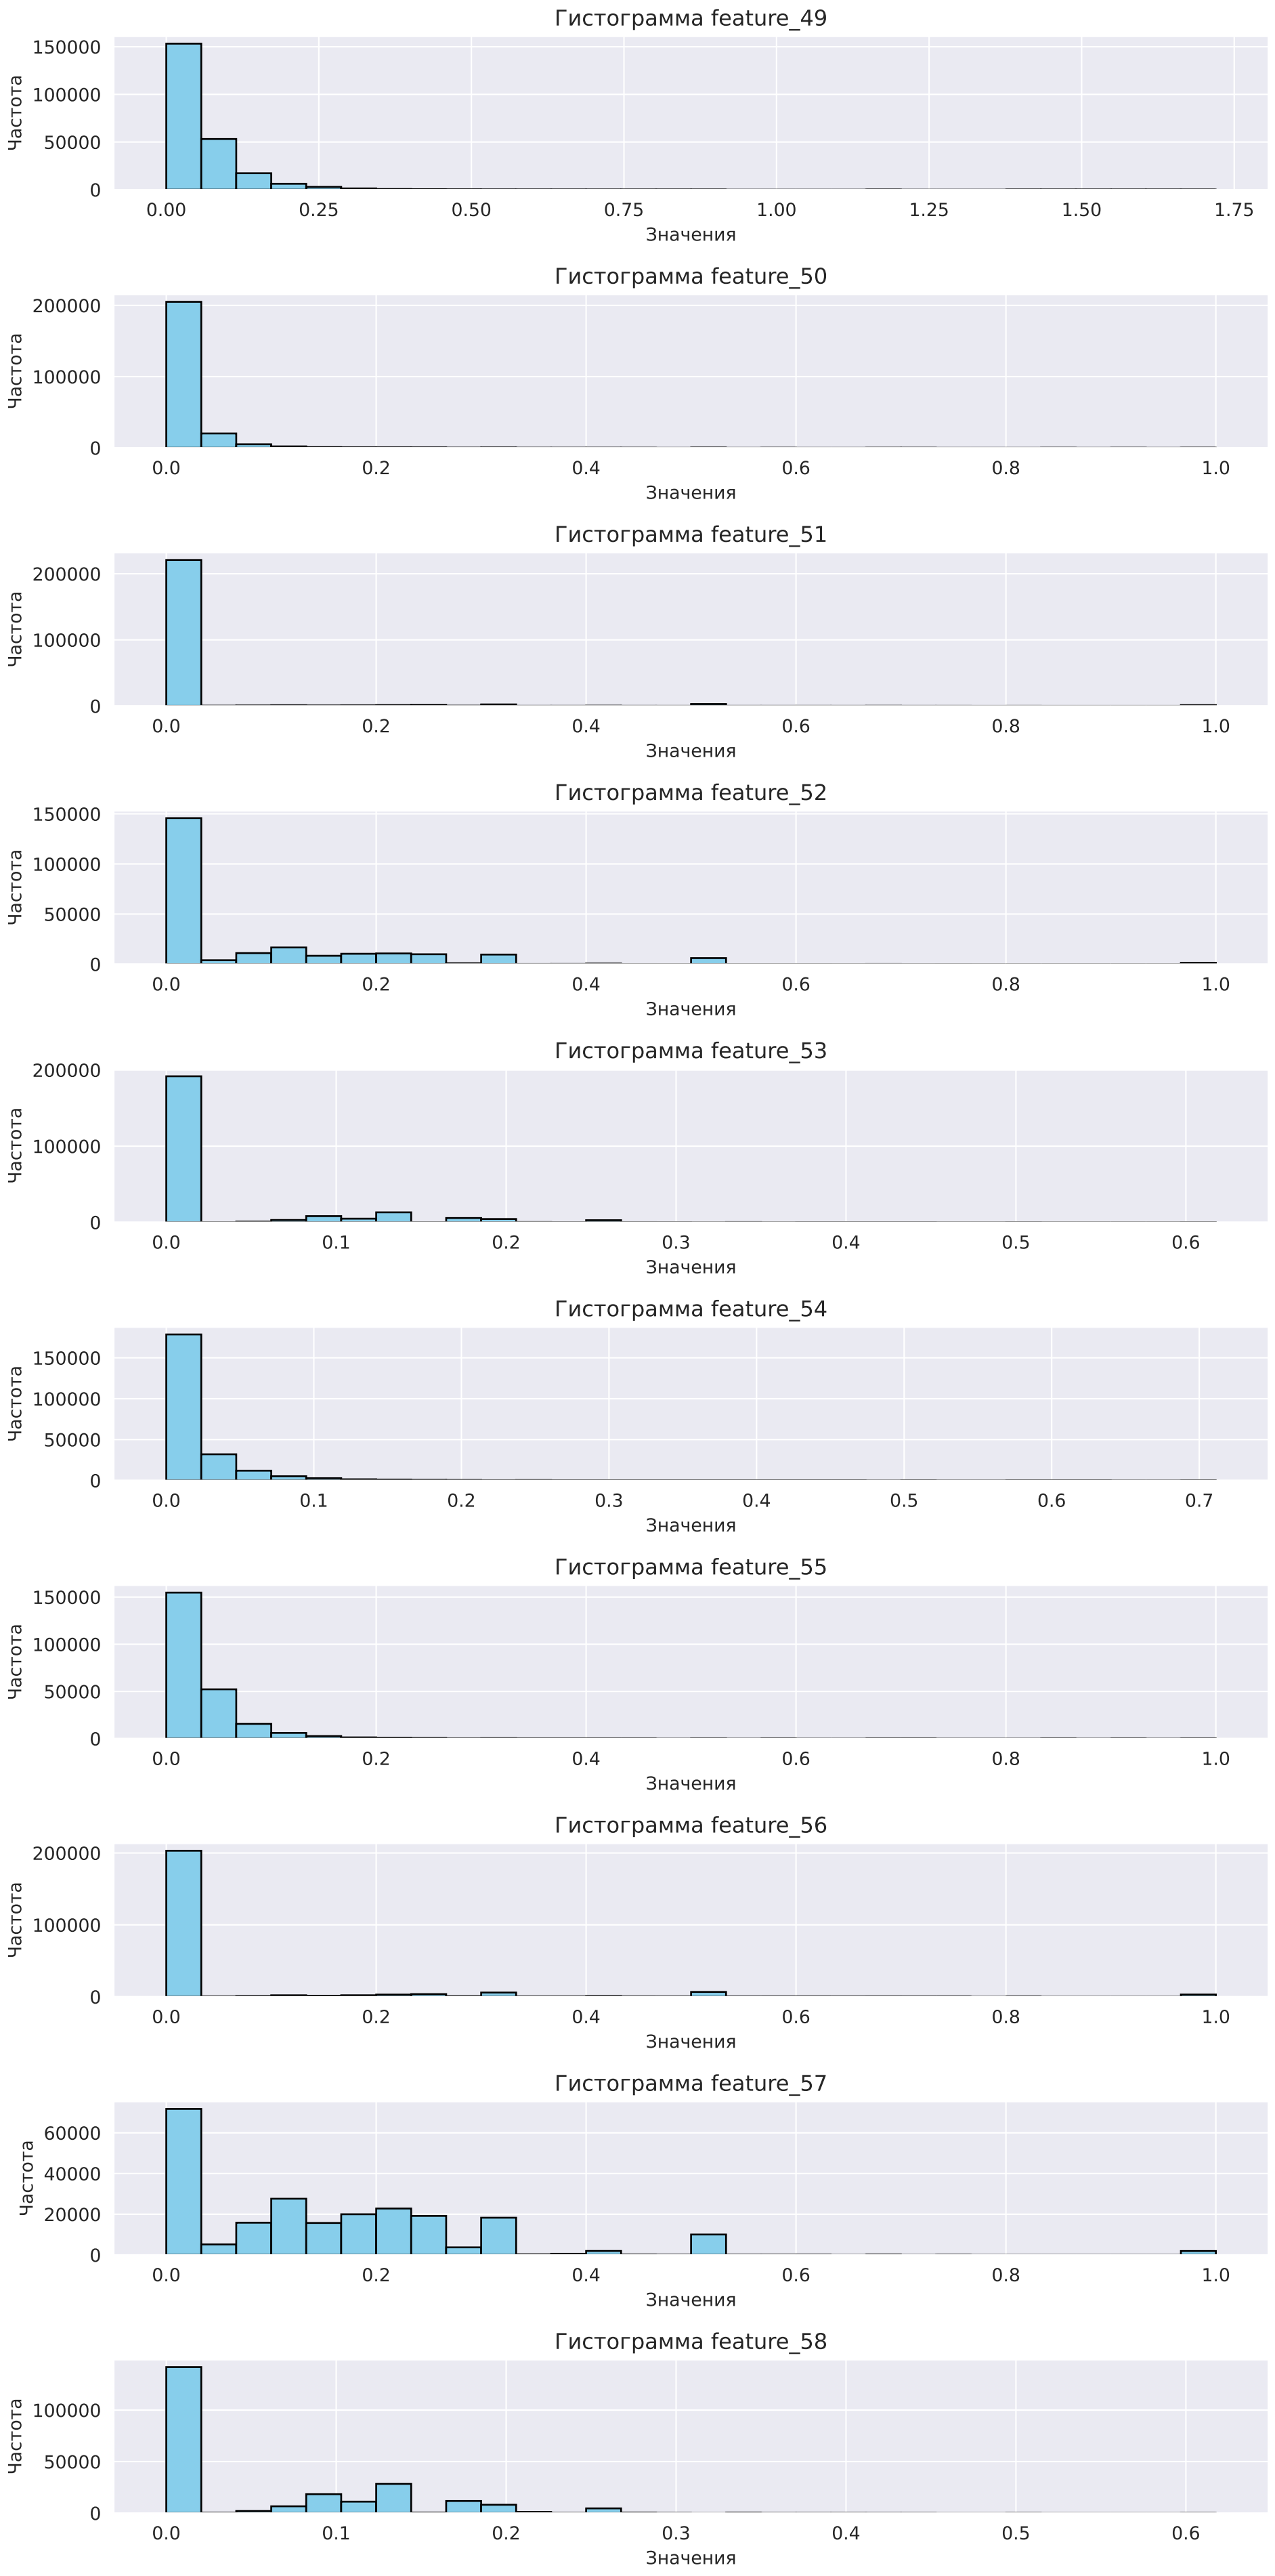 Гистограмма feature_49
Частота
150000
100000
50000
0
0.00 0.25 0.50 0.75 1.00 1.25 1.50 1.75
Значения
Гистограмма feature_50
Частота
200000
100000
0
0.0 0.2 0.4 0.6 0.8 1.0
Значения
Гистограмма feature_51
Частота
200000
100000
0
0.0 0.2 0.4 0.6 0.8 1.0
Значения
Гистограмма feature_52
Частота
150000
100000
50000
0
0.0 0.2 0.4 0.6 0.8 1.0
Значения
Гистограмма feature_53
Частота
200000
100000
0
0.0 0.1 0.2 0.3 0.4 0.5 0.6
Значения
Гистограмма feature_54
Частота
150000
100000
50000
0
0.0 0.1 0.2 0.3 0.4 0.5 0.6 0.7
Значения
Гистограмма feature_55
Частота
150000
100000
50000
0
0.0 0.2 0.4 0.6 0.8 1.0
Значения
Гистограмма feature_56
Частота
200000
100000
0
0.0 0.2 0.4 0.6 0.8 1.0
Значения
Гистограмма feature_57
Частота
60000
40000
20000
0
0.0 0.2 0.4 0.6 0.8 1.0
Значения
Гистограмма feature_58
Частота
100000
50000
0
0.0 0.1 0.2 0.3 0.4 0.5 0.6
Значения